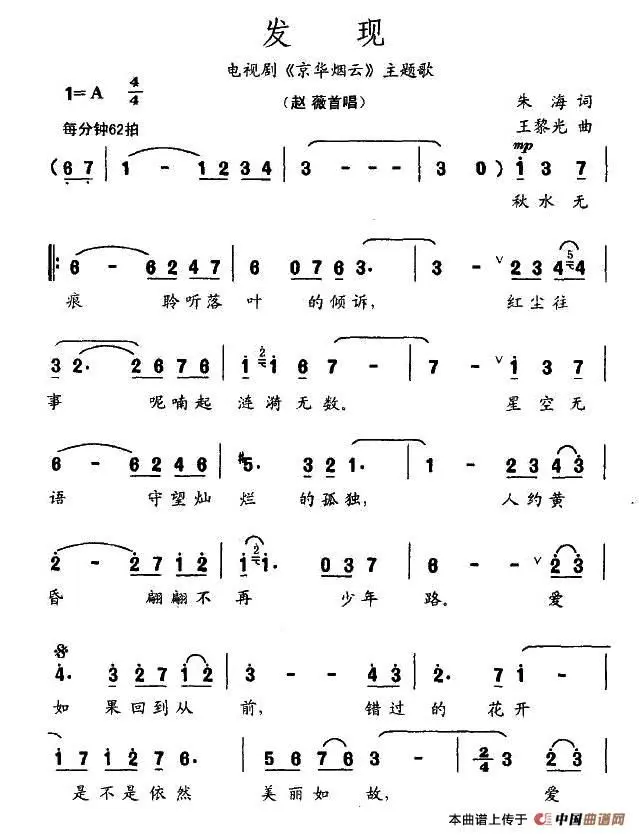 发 现
电视剧《京华烟云》主题歌
1=A 4/4
（赵 薇首唱）
朱 海 词
每分钟62拍
王黎光 曲
mp
( 6 7 | 1 - 1 2 3 4 | 3 - - - | 3 0 ) 1 3 7
秋 水 无
6 - 6 2 4 7 | 6 0 7 6 3. | 3 - ∨ 2 3 4 5 4
痕 聆 听 落 叶 的 倾 诉, 红 尘 往
3 2. 2 6 7 6 | 1 2 1 6 7 - | 7 - ∨ 1 3 7
事 呢 喃 起 涟 漪 无 数。 星 空 无
6 - 6 2 4 6 | #5. 3 2 1. | 1 - 2 3 4 3
语 守 望 灿 烂 的 孤 独, 人 约 黄
2 - 2 7 1 2 | 1 2 1. 0 3 7 | 6 - - ∨ 2 3
昏 翩 翩 不 再 少 年 路。 爱
4. 3 2 7 1 2 | 3 - - 4 3 | 2. 7 1 -
如 果 回 到 从 前, 错 过 的 花 开
1 7 1 2 7 6. | 5 6 7 6 3 - | 2/4 3 2 3
是 不 是 依 然 美 丽 如 故, 爱
本曲谱上传于 中国曲谱网